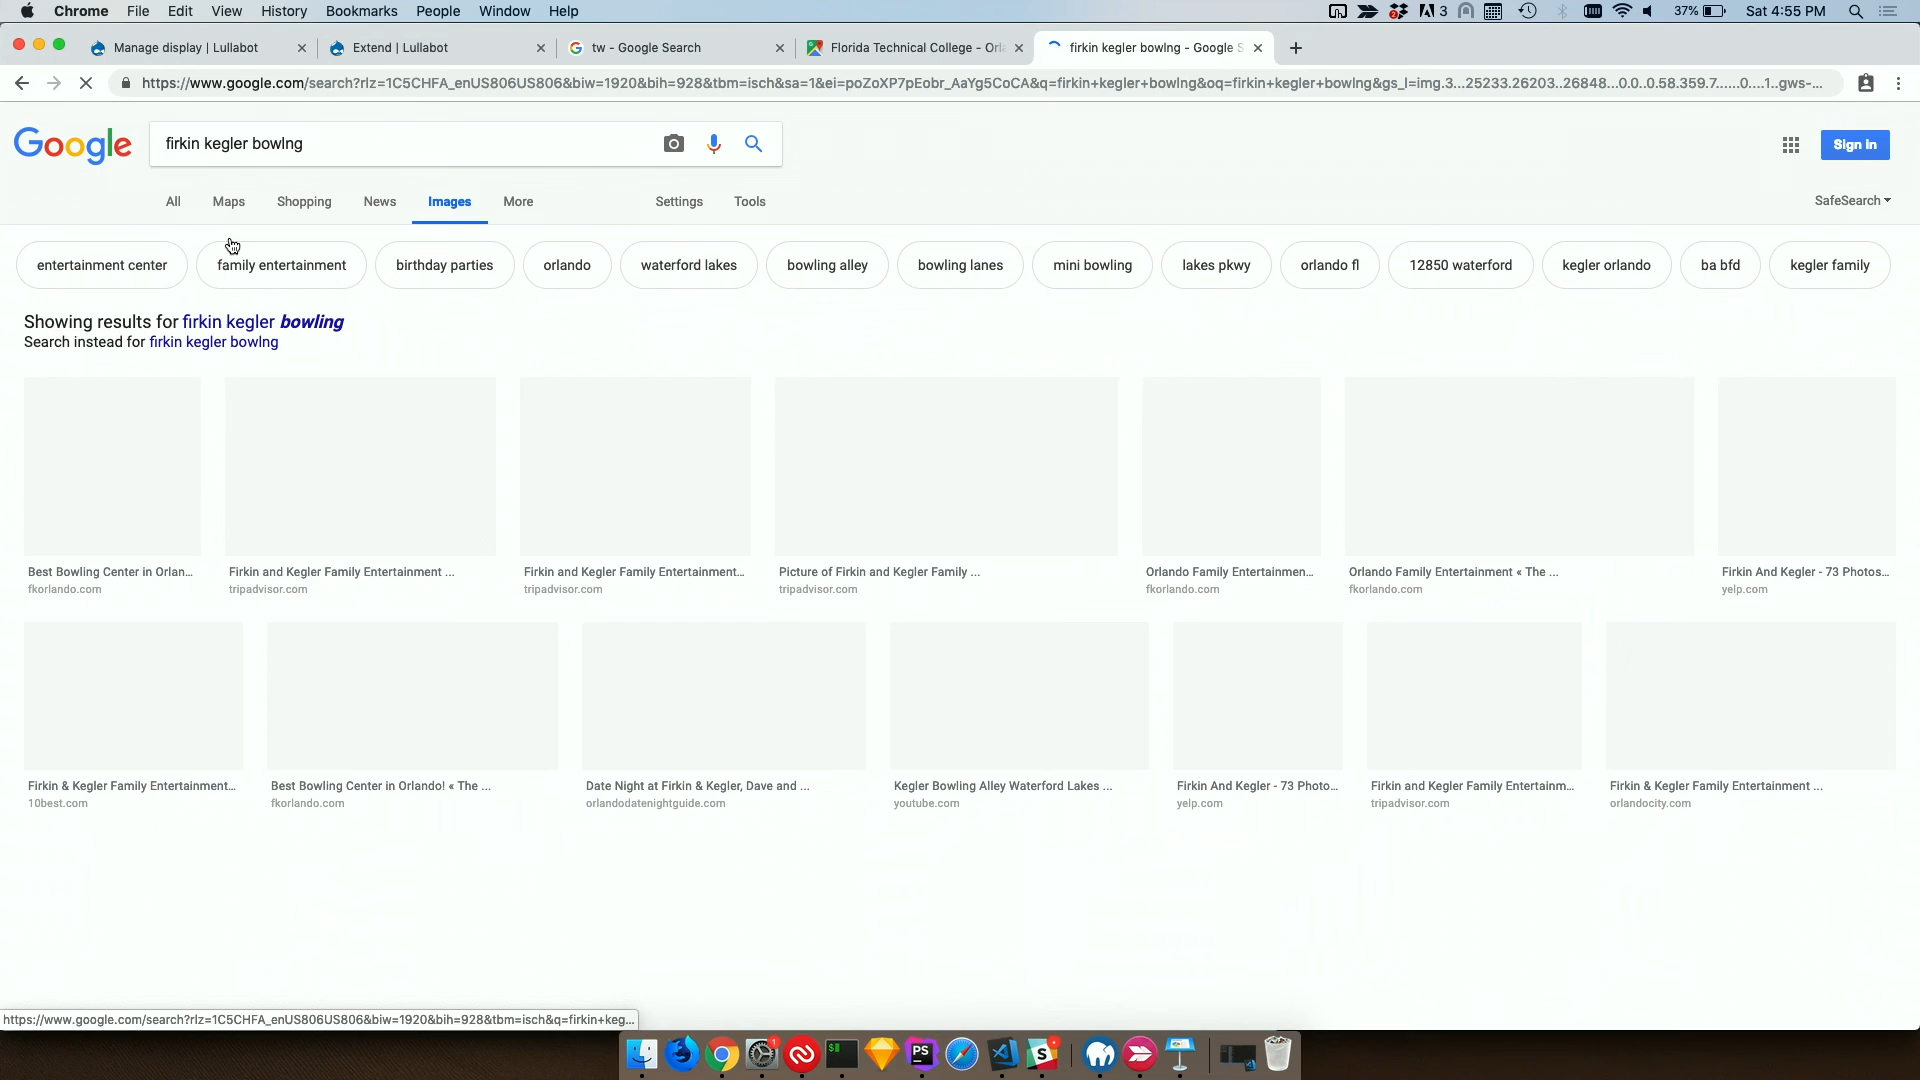 Chrome File Edit View History Bookmarks People Window Help 3 37% Sat 4:55 PM
Manage display | Lullabot Extend | Lullabot tw - Google Search Florida Technical College - Orl firkin kegler bowlng - Google S
https://www.google.com/search?rlz=1C5CHFA_enUS806US806&biw=1920&bih=928&tbm=isch&sa=1&ei=poZoXP7pEobr_AaYg5CoCA&q=firkin+kegler+bowlng&oq=firkin+kegler+bowlng&gs_l=img.3...25233.26203..26848...0.0..0.58.359.7......0....1..gws-...
Google firkin kegler bowlng Sign in
All Maps Shopping News Images More Settings Tools SafeSearch
entertainment center family entertainment birthday parties orlando waterford lakes bowling alley bowling lanes mini bowling lakes pkwy orlando fl 12850 waterford kegler orlando ba bfd kegler family
Showing results for firkin kegler bowling
Search instead for firkin kegler bowlng
Best Bowling Center in Orlan... Firkin and Kegler Family Entertainment ... Firkin and Kegler Family Entertainment... Picture of Firkin and Kegler Family ... Orlando Family Entertainmen... Orlando Family Entertainment « The ... Firkin And Kegler - 73 Photos...
fkorlando.com tripadvisor.com tripadvisor.com tripadvisor.com fkorlando.com fkorlando.com yelp.com
Firkin & Kegler Family Entertainment... Best Bowling Center in Orlando! « The ... Date Night at Firkin & Kegler, Dave and ... Kegler Bowling Alley Waterford Lakes ... Firkin And Kegler - 73 Photo... Firkin and Kegler Family Entertainm... Firkin & Kegler Family Entertainment ...
10best.com fkorlando.com orlandodatenightguide.com youtube.com yelp.com tripadvisor.com orlandocity.com
https://www.google.com/search?rlz=1C5CHFA_enUS806US806&biw=1920&bih=928&tbm=isch&q=firkin+keg...
1 $ PS S